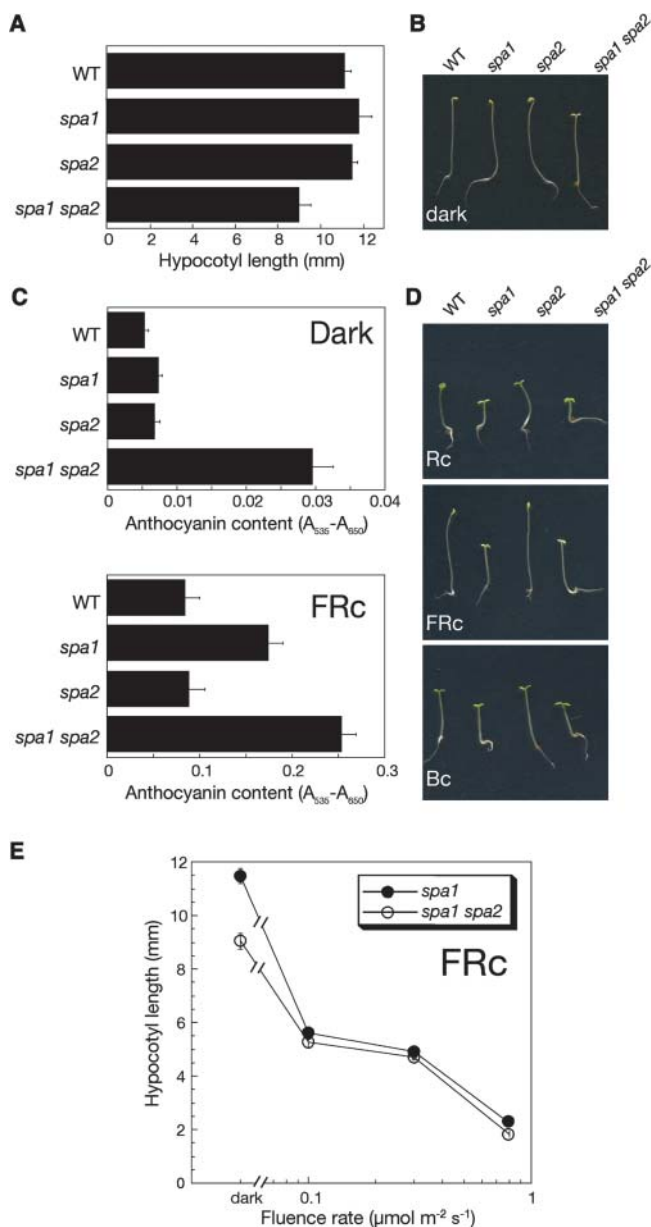 A
WT
spa1
spa2
spa1 spa2
0 2 4 6 8 10 12
Hypocotyl length (mm)
B
WT spa1 spa2 spa1 spa2
dark
C
Dark
WT
spa1
spa2
spa1 spa2
0 0.01 0.02 0.03 0.04
Anthocyanin content (A₅₃₅-A₆₅₀)
FRc
WT
spa1
spa2
spa1 spa2
0 0.1 0.2 0.3
Anthocyanin content (A₅₃₅-A₆₅₀)
D
WT spa1 spa2 spa1 spa2
Rc
FRc
Bc
E
12
10
8
6
4
2
0
Hypocotyl length (mm)
spa1
spa1 spa2
FRc
dark 0.1 1
Fluence rate (µmol m⁻² s⁻¹)